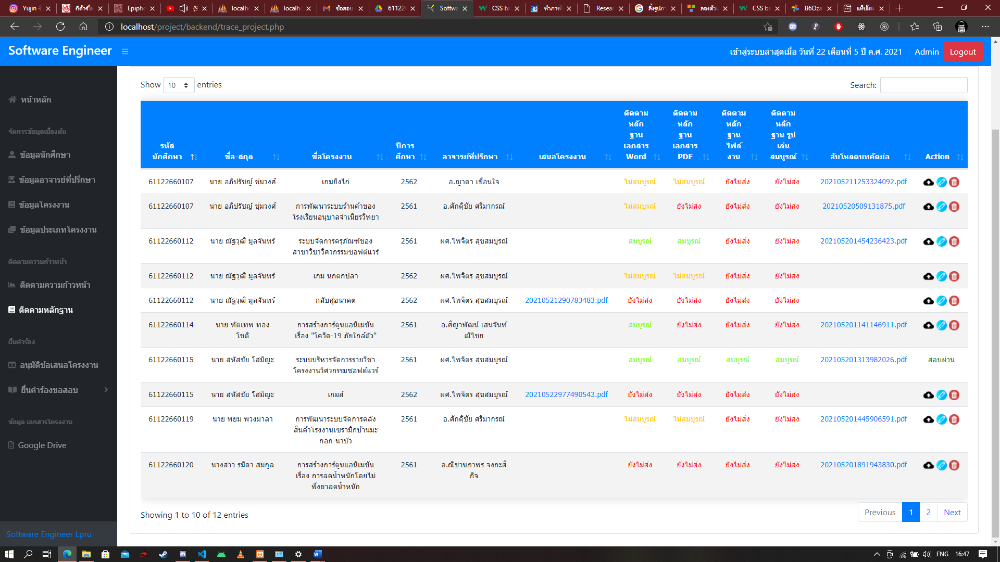 Yujin
กีต้าร์ไฟ
Epipho
(9
localho
localho
ข้อสอบ
61122
Softwa
CSS ba
ทำภาพ
Resea
ลิ้งรูปภา
ลองตัวเ
CSS ba
B6Oza
แท็บใหม่
localhost/project/backend/trace_project.php
Software Engineer
เข้าสู่ระบบล่าสุดเมื่อ วันที่ 22 เดือนที่ 5 ปี ค.ศ. 2021
Admin
Logout
หน้าหลัก
จัดการข้อมูลเบื้องต้น
ข้อมูลนักศึกษา
ข้อมูลอาจารย์ที่ปรึกษา
ข้อมูลโครงงาน
ข้อมูลประเภทโครงงาน
ติดตามความก้าวหน้า
ติดตามความก้าวหน้า
ติดตามหลักฐาน
ยื่นคำร้อง
อนุมัติข้อเสนอโครงงาน
ยื่นคำร้องขอสอบ
ข้อมูล เอกสารโครงงาน
Google Drive
Software Engineer Lpru
Show 10 entries
Search:
รหัส
นักศึกษา
ชื่อ-สกุล
ชื่อโครงงาน
ปีการ
ศึกษา
อาจารย์ที่ปรึกษา
เสนอโครงงาน
ติดตาม
หลัก
ฐาน
เอกสาร
Word
ติดตาม
หลัก
ฐาน
เอกสาร
PDF
ติดตาม
หลัก
ฐาน
ไฟล์
งาน
ติดตาม
หลัก
ฐาน รูป
เล่ม
สมบูรณ์
อับโหลดบทคัดย่อ
Action
61122660107 นาย อภิปรัชญ์ ชุ่มวงศ์ เกมยิงไก่ 2562 อ.ญาดา เขื่อนใจ ไม่สมบูรณ์ ไม่สมบูรณ์ ยังไม่ส่ง ยังไม่ส่ง 202105211253324092.pdf
61122660107 นาย อภิปรัชญ์ ชุ่มวงศ์ การพัฒนาระบบร้านค้าของ 2561 อ.ศักดิ์ชัย ศรีมากรณ์ ไม่สมบูรณ์ ยังไม่ส่ง ยังไม่ส่ง ยังไม่ส่ง 20210520509131875.pdf
โรงเรียนอนุบาลจำเนียรวิทยา
61122660112 นาย ณัฐวุฒิ มูลจันทร์ ระบบจัดการครุภัณฑ์ของ 2561 ผศ.ไพจิตร สุขสมบูรณ์ สมบูรณ์ สมบูรณ์ ยังไม่ส่ง ยังไม่ส่ง 202105201454236423.pdf
สาขาวิชาวิศวกรรมซอฟต์แวร์
61122660112 นาย ณัฐวุฒิ มูลจันทร์ เกม นกตกปลา 2562 ผศ.ไพจิตร สุขสมบูรณ์ ไม่สมบูรณ์ ไม่สมบูรณ์ ยังไม่ส่ง ยังไม่ส่ง
61122660112 นาย ณัฐวุฒิ มูลจันทร์ กลับสู่อนาคต 2562 ผศ.ไพจิตร สุขสมบูรณ์ 20210521290783483.pdf ยังไม่ส่ง ยังไม่ส่ง ยังไม่ส่ง ยังไม่ส่ง
61122660114 นาย ทัตเทพ ทอง การสร้างการ์ตูนแอนิเมชัน 2561 อ.ศิญาพัฒน์ เสนจันท์ สมบูรณ์ ยังไม่ส่ง ยังไม่ส่ง ยังไม่ส่ง 202105201141146911.pdf
โชติ เรื่อง "โควิด-19 ภัยใกล้ตัว" ฒิไชย
61122660115 นาย สหัสชัย โสมิญะ ระบบบริหารจัดการรายวิชา 2561 ผศ.ไพจิตร สุขสมบูรณ์ สมบูรณ์ สมบูรณ์ สมบูรณ์ สมบูรณ์ 202105201313982026.pdf สอบผ่าน
โครงงานวิศวกรรมซอฟต์แวร์
61122660115 นาย สหัสชัย โสมิญะ เกมส์ 2562 ผศ.ไพจิตร สุขสมบูรณ์ 20210522977490543.pdf ยังไม่ส่ง ยังไม่ส่ง ยังไม่ส่ง ยังไม่ส่ง
61122660119 นาย พยม พวงมาลา การพัฒนาระบบจัดการคลัง 2561 อ.ศักดิ์ชัย ศรีมากรณ์ ไม่สมบูรณ์ ไม่สมบูรณ์ ยังไม่ส่ง ยังไม่ส่ง 202105201445906591.pdf
สินค้าโรงงานเซรามิกบ้านมะ
กอก-นาบัว
61122660120 นางสาว รมิดา สมกูล การสร้างการ์ตูนแอนิเมชัน 2561 อ.ณิชานภาพร จงกะสิ ยังไม่ส่ง ยังไม่ส่ง ยังไม่ส่ง ยังไม่ส่ง 202105201891943830.pdf
เรื่อง การลดน้ำหนักโดยไม่ กิจ
พึ่งยาลดน้ำหนัก
Showing 1 to 10 of 12 entries
Previous 1 2 Next
ENG 16:47